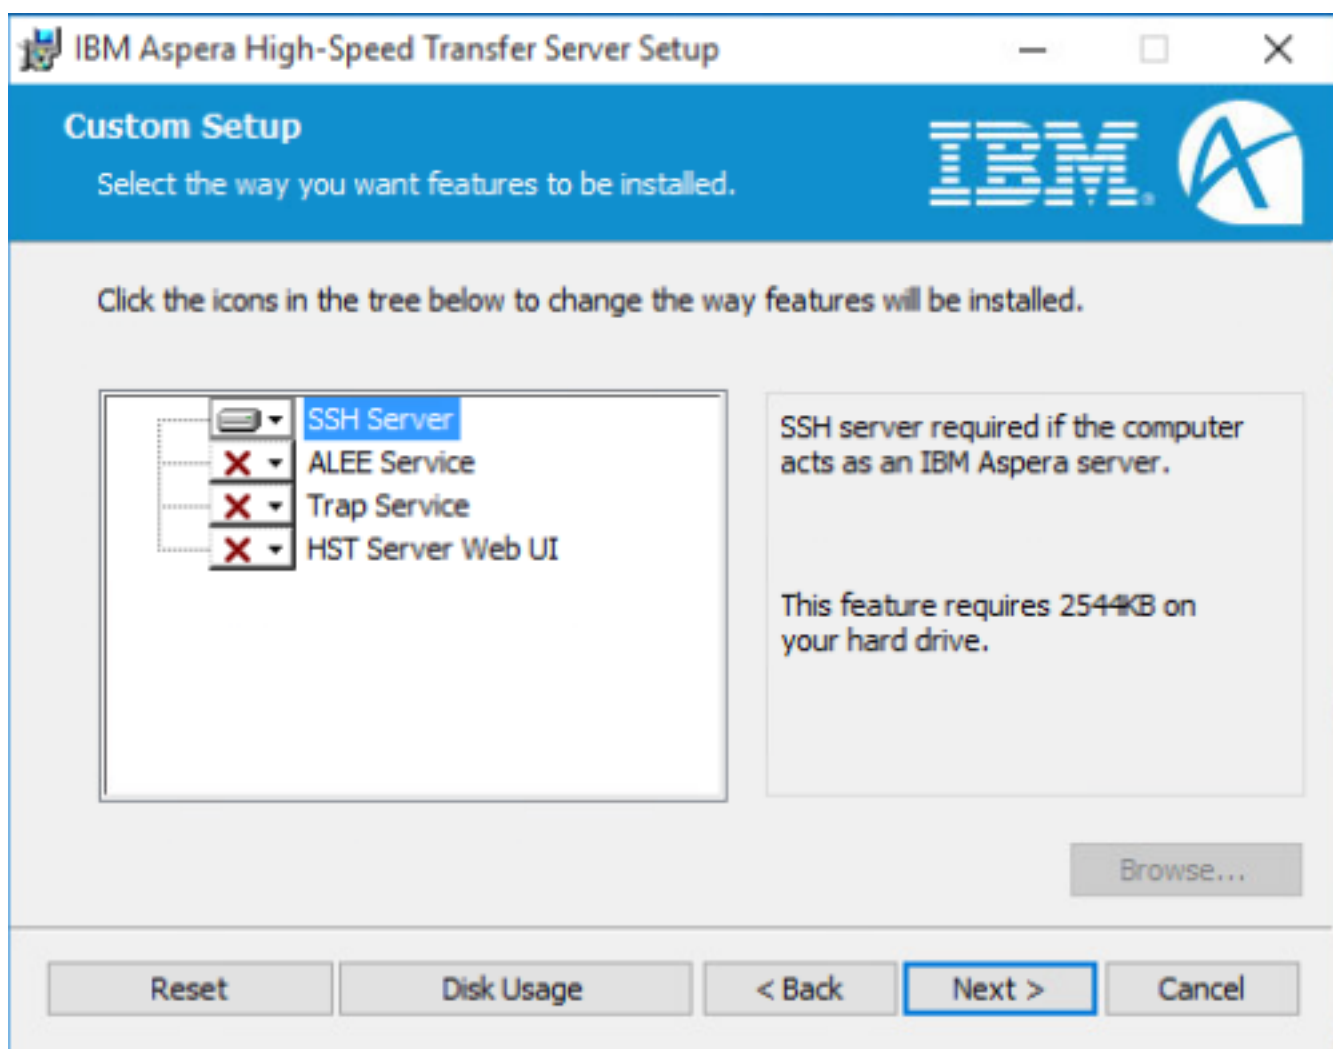 IBM Aspera High-Speed Transfer Server Setup
Custom Setup
Select the way you want features to be installed.
IBM.
Click the icons in the tree below to change the way features will be installed.
SSH Server
ALEE Service
Trap Service
HST Server Web UI
SSH server required if the computer
acts as an IBM Aspera server.
This feature requires 2544KB on
your hard drive.
Browse...
Reset
Disk Usage
< Back
Next >
Cancel